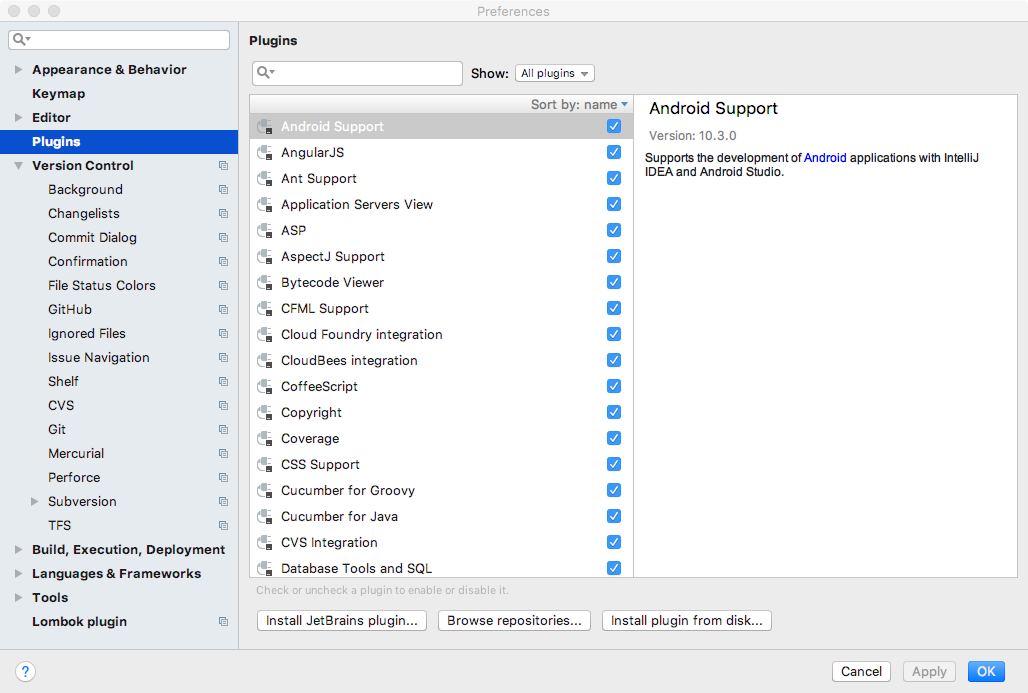 Preferences
Appearance & Behavior
Keymap
Editor
Plugins
Version Control
Background
Changelists
Commit Dialog
Confirmation
File Status Colors
GitHub
Ignored Files
Issue Navigation
Shelf
CVS
Git
Mercurial
Perforce
Subversion
TFS
Build, Execution, Deployment
Languages & Frameworks
Tools
Lombok plugin
Plugins
Show: All plugins
Sort by: name
Android Support
AngularJS
Ant Support
Application Servers View
ASP
AspectJ Support
Bytecode Viewer
CFML Support
Cloud Foundry integration
CloudBees integration
CoffeeScript
Copyright
Coverage
CSS Support
Cucumber for Groovy
Cucumber for Java
CVS Integration
Database Tools and SQL
Android Support
Version: 10.3.0
Supports the development of Android applications with IntelliJ
IDEA and Android Studio.
Check or uncheck a plugin to enable or disable it.
Install JetBrains plugin... Browse repositories... Install plugin from disk...
? Cancel Apply OK